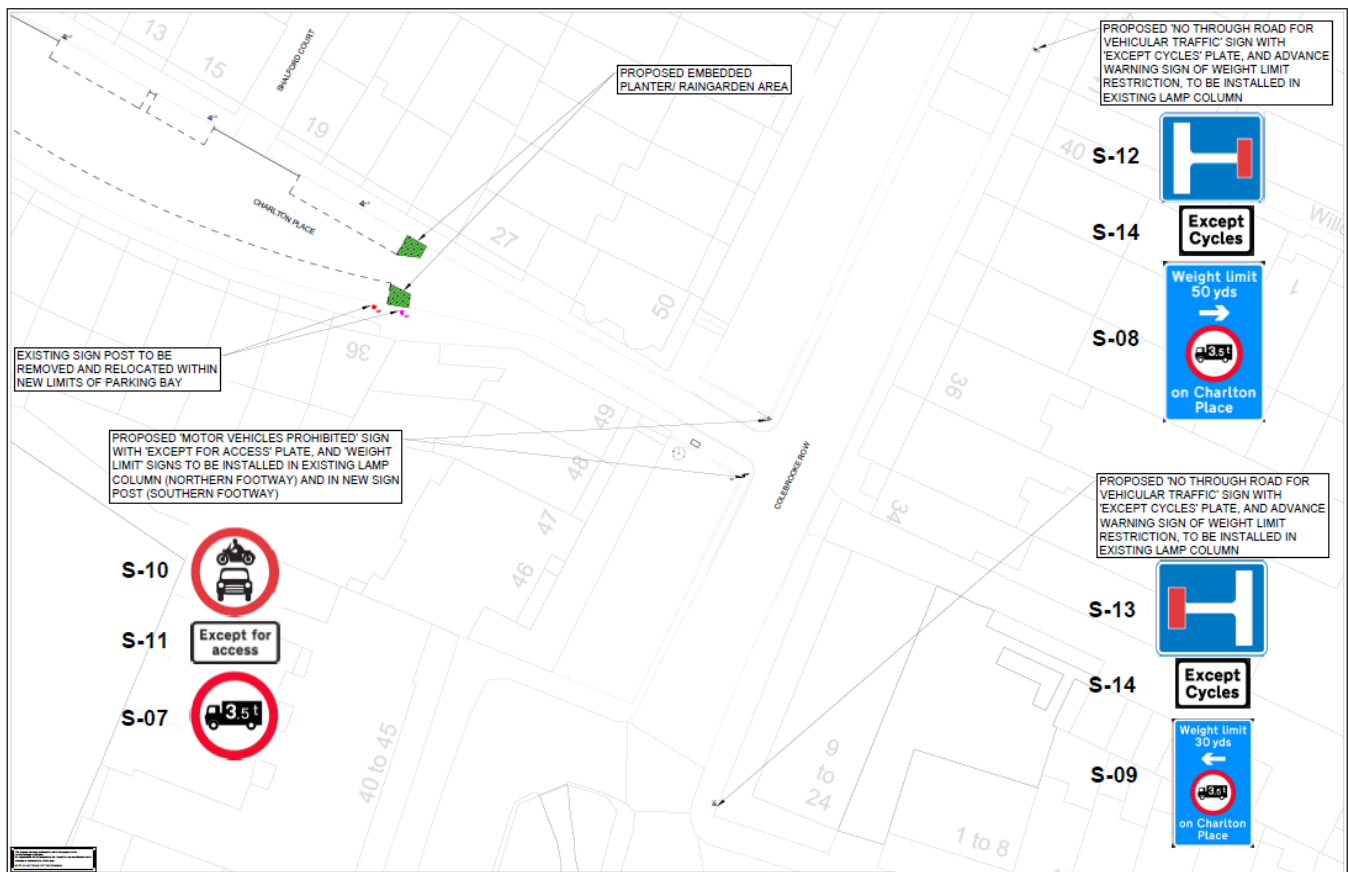 13
15
SHALFORD COURT
19
PROPOSED EMBEDDED
PLANTER/ RAINGARDEN AREA
PROPOSED 'NO THROUGH ROAD FOR
VEHICULAR TRAFFIC' SIGN WITH
'EXCEPT CYCLES' PLATE, AND ADVANCE
WARNING SIGN OF WEIGHT LIMIT
RESTRICTION, TO BE INSTALLED IN
EXISTING LAMP COLUMN
40
S-12
S-14
Except
Cycles
S-08
Weight limit
50 yds
3.5t
on Charlton
Place
1
CHARLTON PLACE
27
50
36
EXISTING SIGN POST TO BE
REMOVED AND RELOCATED WITHIN
NEW LIMITS OF PARKING BAY
36
49
48
47
46
COLEBROOKE ROW
34
PROPOSED 'MOTOR VEHICLES PROHIBITED' SIGN
WITH 'EXCEPT FOR ACCESS' PLATE, AND 'WEIGHT
LIMIT' SIGNS TO BE INSTALLED IN EXISTING LAMP
COLUMN (NORTHERN FOOTWAY) AND IN NEW SIGN
POST (SOUTHERN FOOTWAY)
S-10
S-11
Except for
access
S-07
3.5t
PROPOSED 'NO THROUGH ROAD FOR
VEHICULAR TRAFFIC' SIGN WITH
'EXCEPT CYCLES' PLATE, AND ADVANCE
WARNING SIGN OF WEIGHT LIMIT
RESTRICTION, TO BE INSTALLED IN
EXISTING LAMP COLUMN
S-13
S-14
Except
Cycles
S-09
Weight limit
30 yds
3.5t
on Charlton
Place
40 to 45
9
to
24
1 to 8